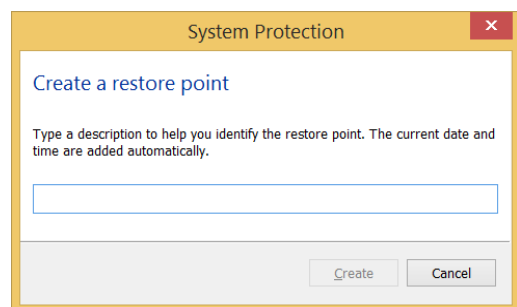 System Protection
Create a restore point
Type a description to help you identify the restore point. The current date and
time are added automatically.
Create
Cancel